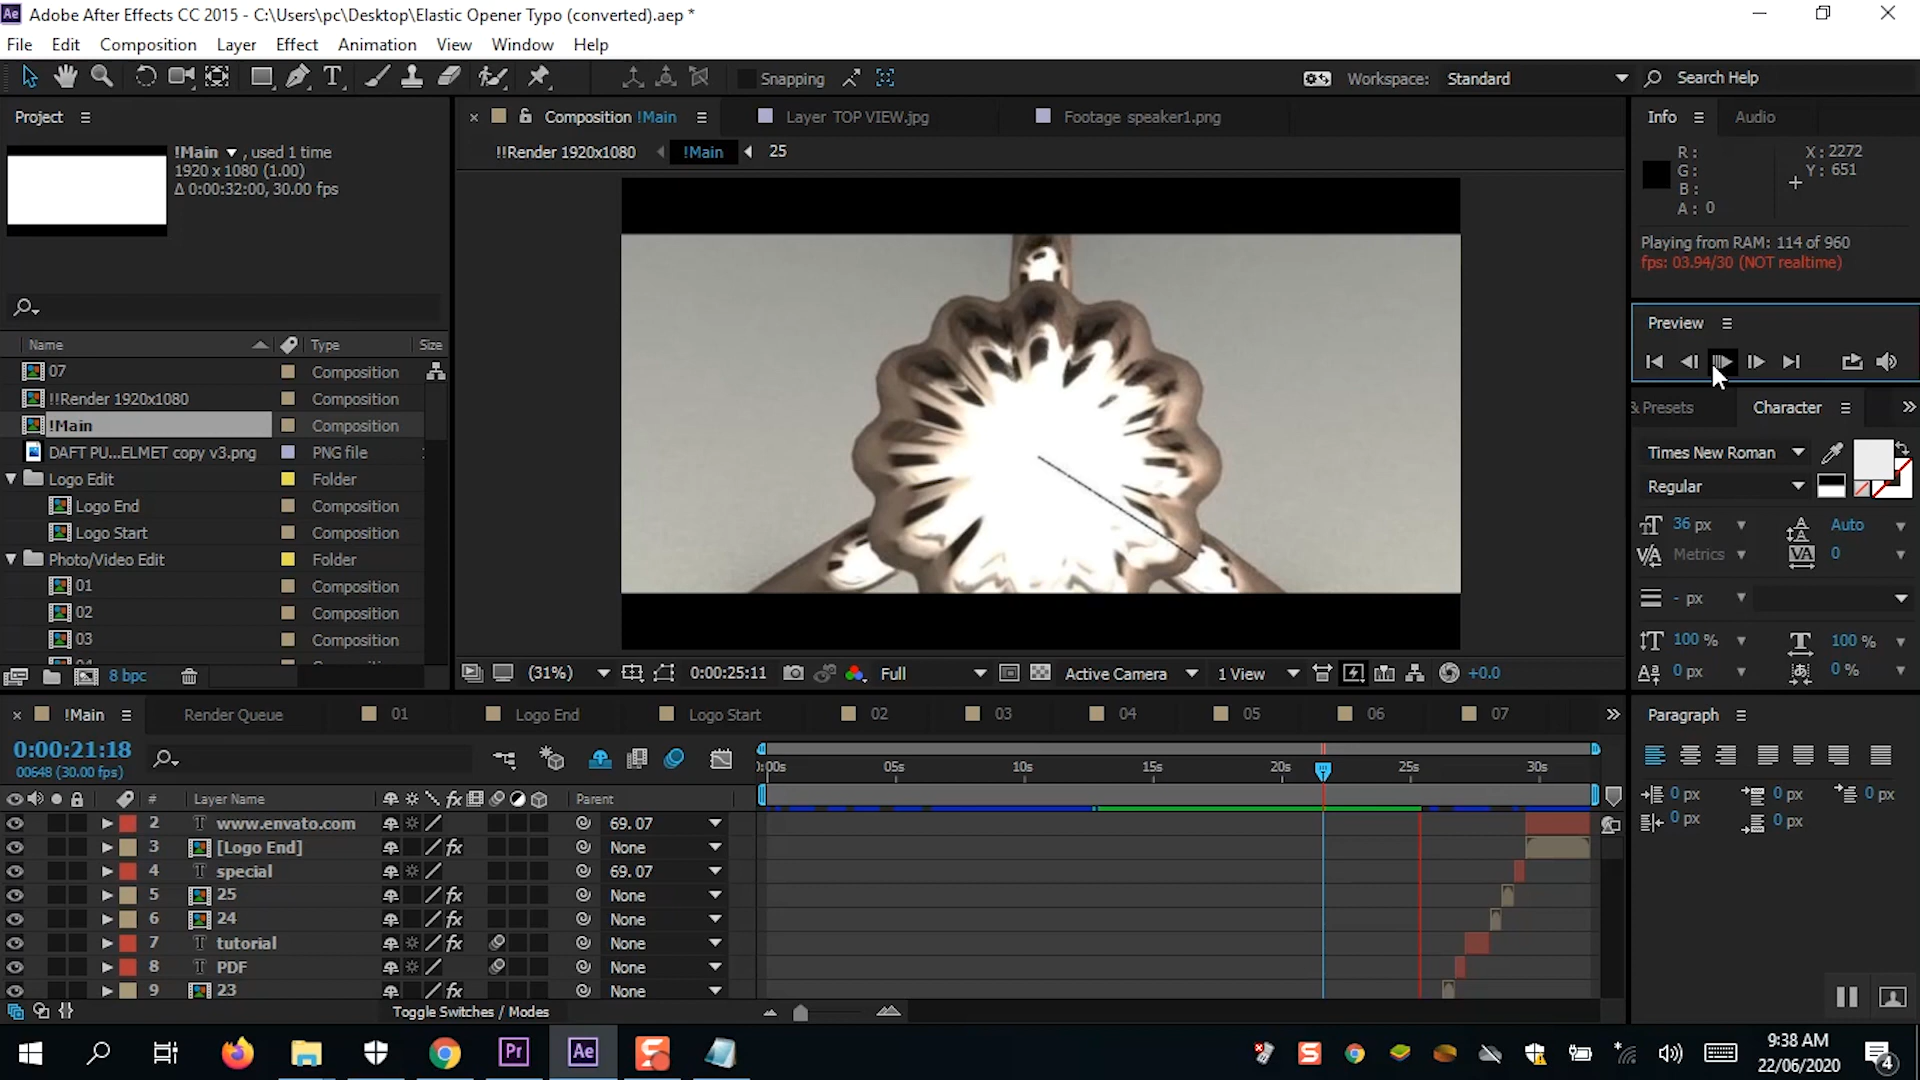 Adobe After Effects CC 2015 - C:\Users\pc\Desktop\Elastic Opener Typo (converted).aep *
File Edit Composition Layer Effect Animation View Window Help
Snapping
Workspace: Standard
Search Help
Project
!Main , used 1 time
1920 x 1080 (1.00)
Δ 0:00:32:00, 30.00 fps
Name Type Size
07 Composition
!!Render 1920x1080 Composition
!Main Composition
DAFT PU...ELMET copy v3.png PNG file
Logo Edit Folder
Logo End Composition
Logo Start Composition
Photo/Video Edit Folder
01 Composition
02 Composition
03 Composition
8 bpc
Composition !Main
Layer TOP VIEW.jpg
Footage speaker1.png
!!Render 1920x1080 !Main 25
(31%) 0:00:25:11 Full Active Camera 1 View +0.0
Info Audio
R:
G:
B:
A: 0
X: 2272
Y: 651
Playing from RAM: 114 of 960
fps: 03.94/30 (NOT realtime)
Preview
& Presets Character
Times New Roman
Regular
36 px Auto
Metrics 0
- px
100 % 100 %
0 px 0 %
Paragraph
0 px 0 px 0 px
0 px 0 px
!Main Render Queue 01 Logo End Logo Start 02 03 04 05 06 07
0:00:21:18
00648 (30.00 fps)
# Layer Name Parent
:00s 05s 10s 15s 20s 25s 30s
2 www.envato.com 69. 07
3 [Logo End] None
4 special 69. 07
5 25 None
6 24 None
7 tutorial None
8 PDF None
9 23 None
Toggle Switches / Modes
9:38 AM
22/06/2020
4